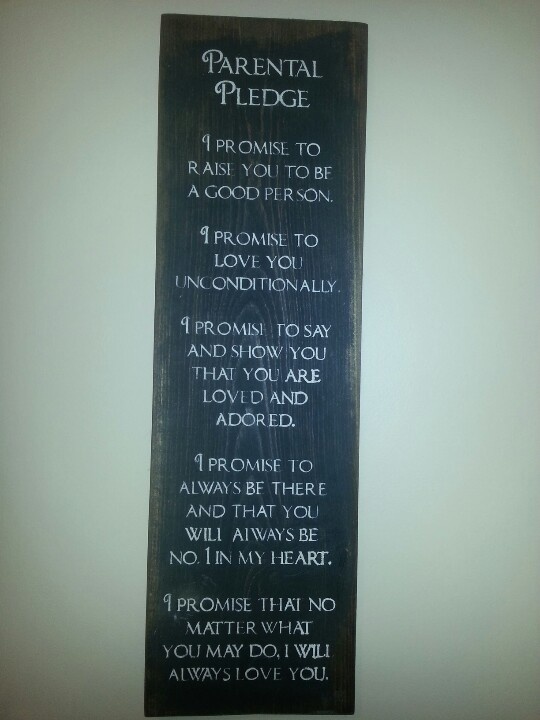 PARENTAL
PLEDGE
I PROMISE TO
RAISE YOU TO BE
A GOOD PERSON.
I PROMISE TO
LOVE YOU
UNCONDITIONALLY.
I PROMISE TO SAY
AND SHOW YOU
THAT YOU ARE
LOVED AND
ADORED.
I PROMISE TO
ALWAYS BE THERE
AND THAT YOU
WILL ALWAYS BE
NO. 1 IN MY HEART.
I PROMISE THAT NO
MATTER WHAT
YOU MAY DO, I WILL
ALWAYS LOVE YOU.